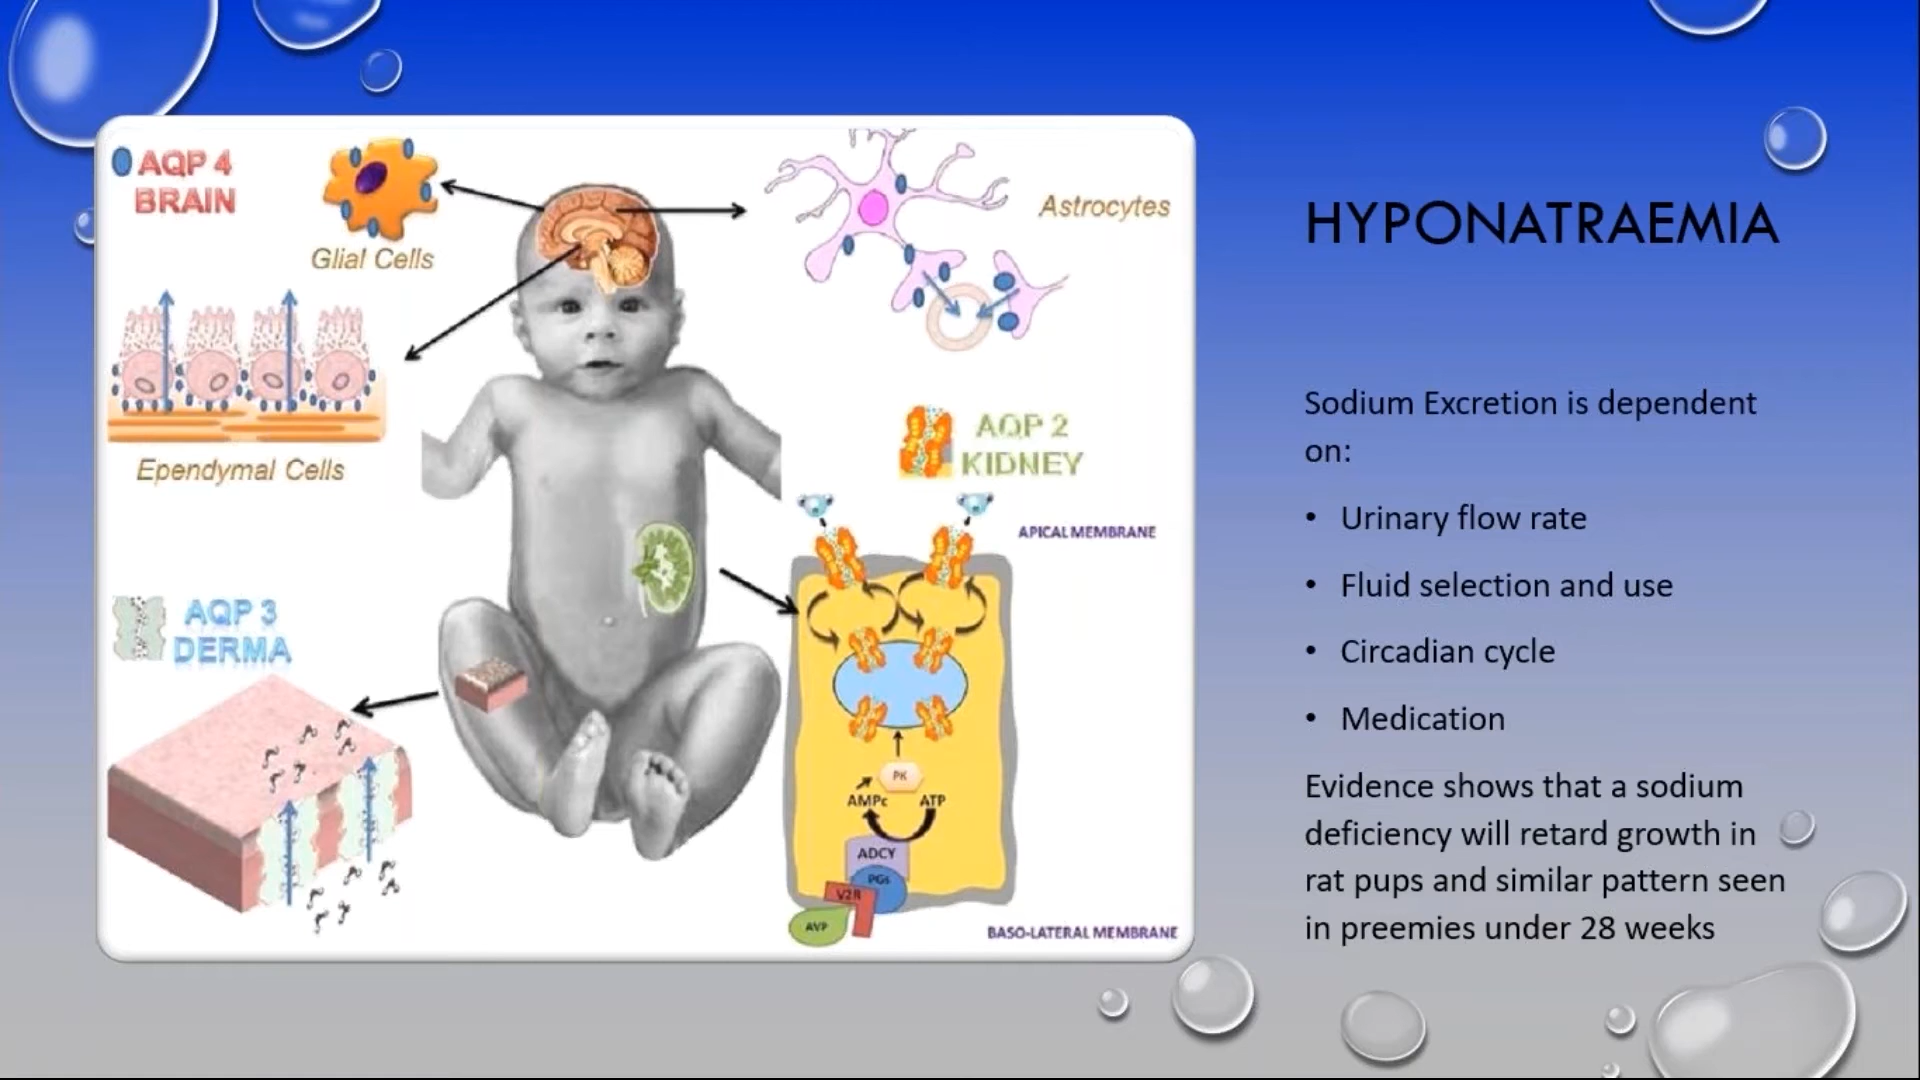 AQP 4
BRAIN
Glial Cells
Astrocytes
Ependymal Cells
AQP 2
KIDNEY
APICAL MEMBRANE
AQP 3
DERMA
PK
AMPc
ATP
ADCY
PGs
V2R
AVP
BASO-LATERAL MEMBRANE
HYPONATRAEMIA
Sodium Excretion is dependent
on:
• Urinary flow rate
• Fluid selection and use
• Circadian cycle
• Medication
Evidence shows that a sodium
deficiency will retard growth in
rat pups and similar pattern seen
in preemies under 28 weeks